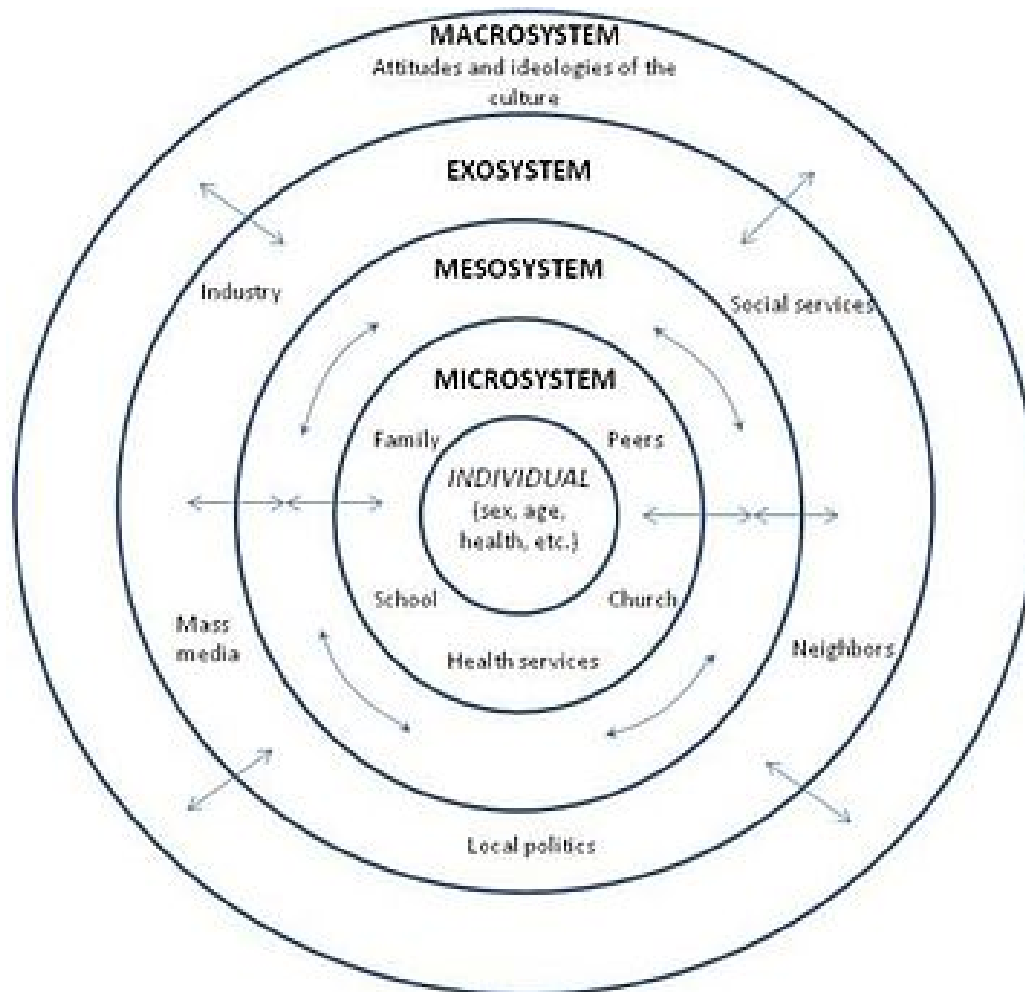 MACROSYSTEM
Attitudes and ideologies of the
culture
EXOSYSTEM
MESOSYSTEM
Industry
Social services
MICROSYSTEM
Family
Peers
INDIVIDUAL
(sex, age,
health, etc.)
School
Church
Mass
media
Neighbors
Health services
Local politics